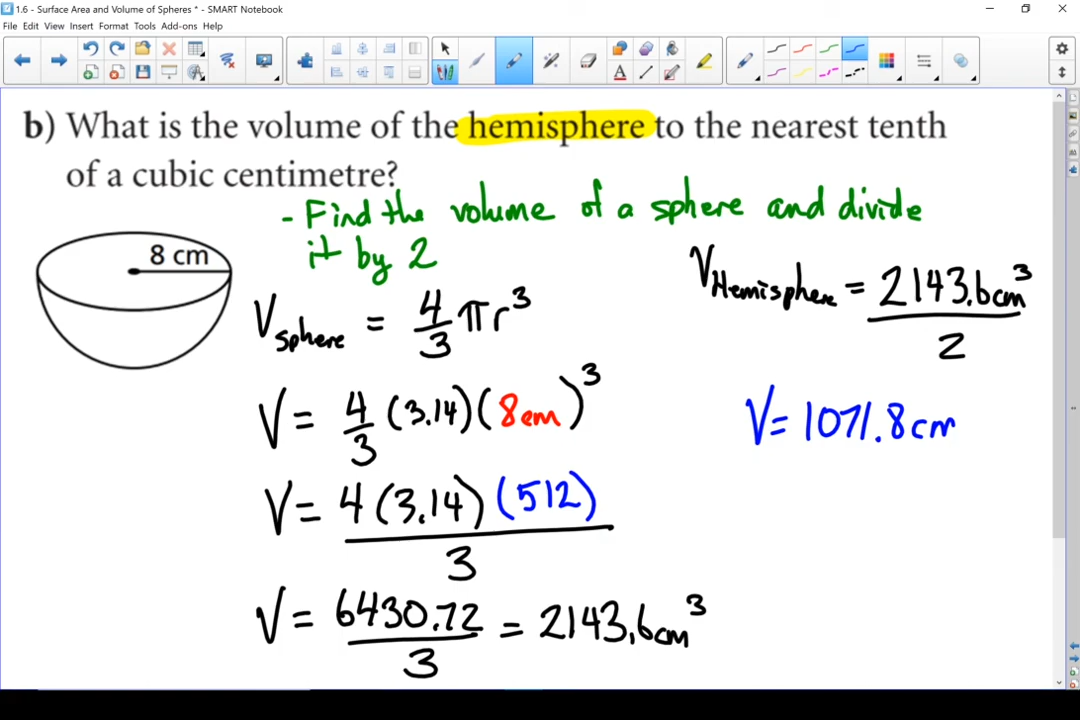 1.6 - Surface Area and Volume of Spheres * - SMART Notebook
File Edit View Insert Format Tools Add-ons Help
b) What is the volume of the hemisphere to the nearest tenth
of a cubic centimetre?
- Find the volume of a sphere and divide
it by 2
8 cm
V sphere = 4/3 πr³
V = 4/3 (3.14)(8cm)³
V = 4(3.14)(512)/3
V = 6430.72/3 = 2143.6cm³
V Hemisphere = 2143.6cm³/2
V = 1071.8cm